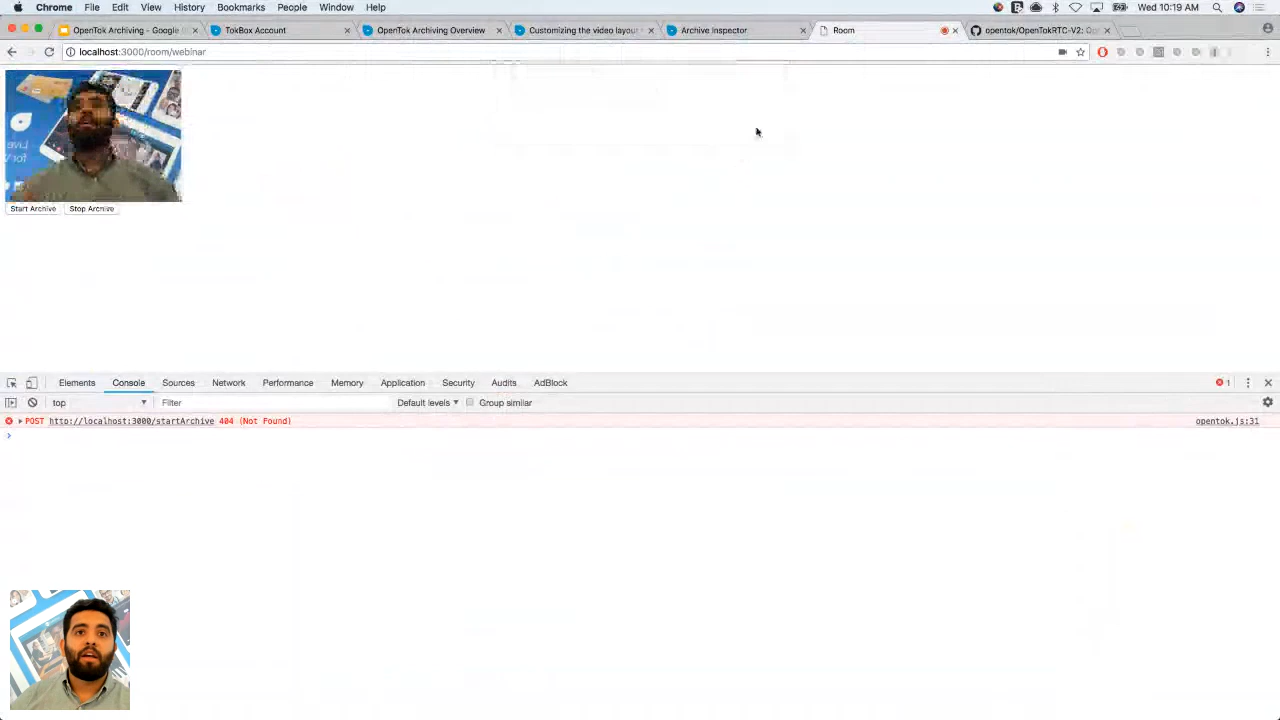 Chrome File Edit View History Bookmarks People Window Help Wed 10:19 AM
OpenTok Archiving - Google TokBox Account OpenTok Archiving Overview Customizing the video layout Archive Inspector Room opentok/OpenTokRTC-V2:
localhost:3000/room/webinar
Start Archive Stop Archive
Elements Console Sources Network Performance Memory Application Security Audits AdBlock 1
top Filter Default levels Group similar
POST http://localhost:3000/startArchive 404 (Not Found) opentok.js:31